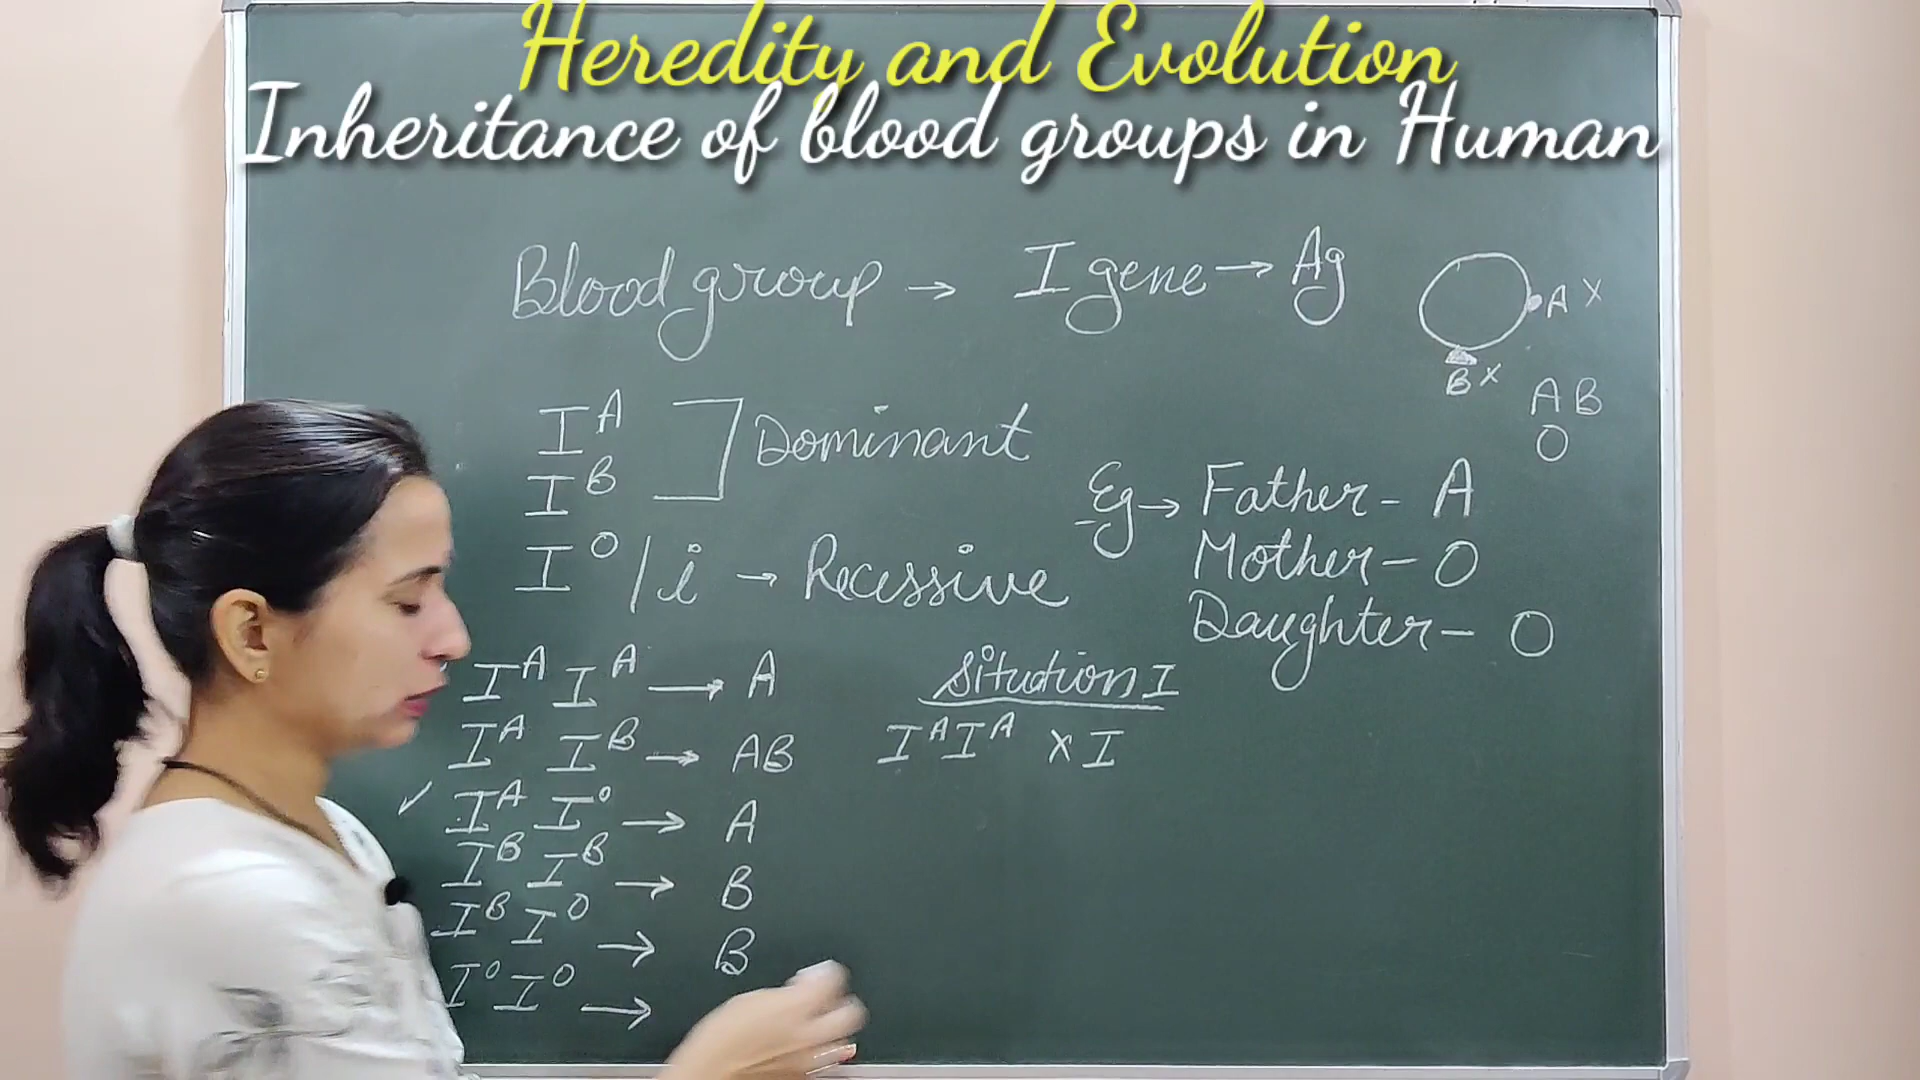 Heredity and Evolution
Inheritance of blood groups in Human
Blood group → I gene → Ag
A X
B X
A B
O
I^A
I^B
] Dominant
I^O / i → Recessive
Eg → Father - A
Mother - O
Daughter - O
I^A I^A → A
I^A I^B → AB
✓ I^A I^O → A
I^B I^B → B
I^B I^O → B
I^O I^O →
Situation I
I^A I^A X I